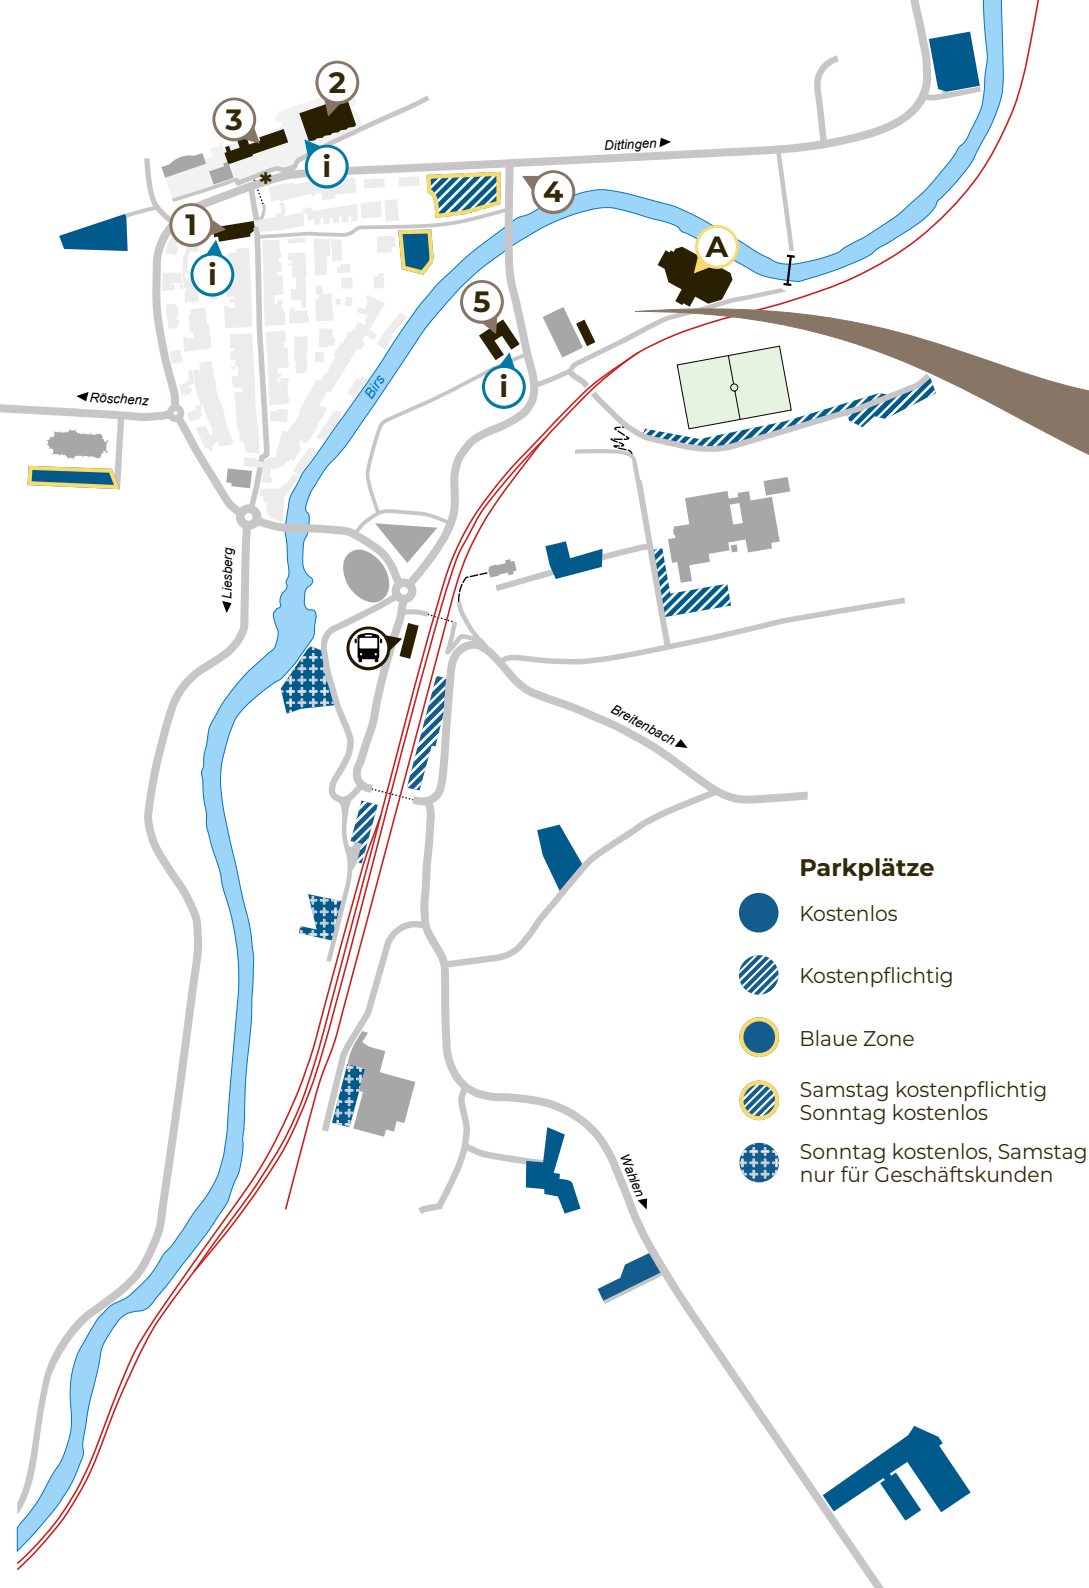 2
3
Dittingen
i
4
1
A
i
5
Birs
i
Röschenz
Liesberg
Breitenbach
Parkplätze
Kostenlos
Kostenpflichtig
Blaue Zone
Samstag kostenpflichtig
Sonntag kostenlos
Sonntag kostenlos, Samstag
nur für Geschäftskunden
Wahlen